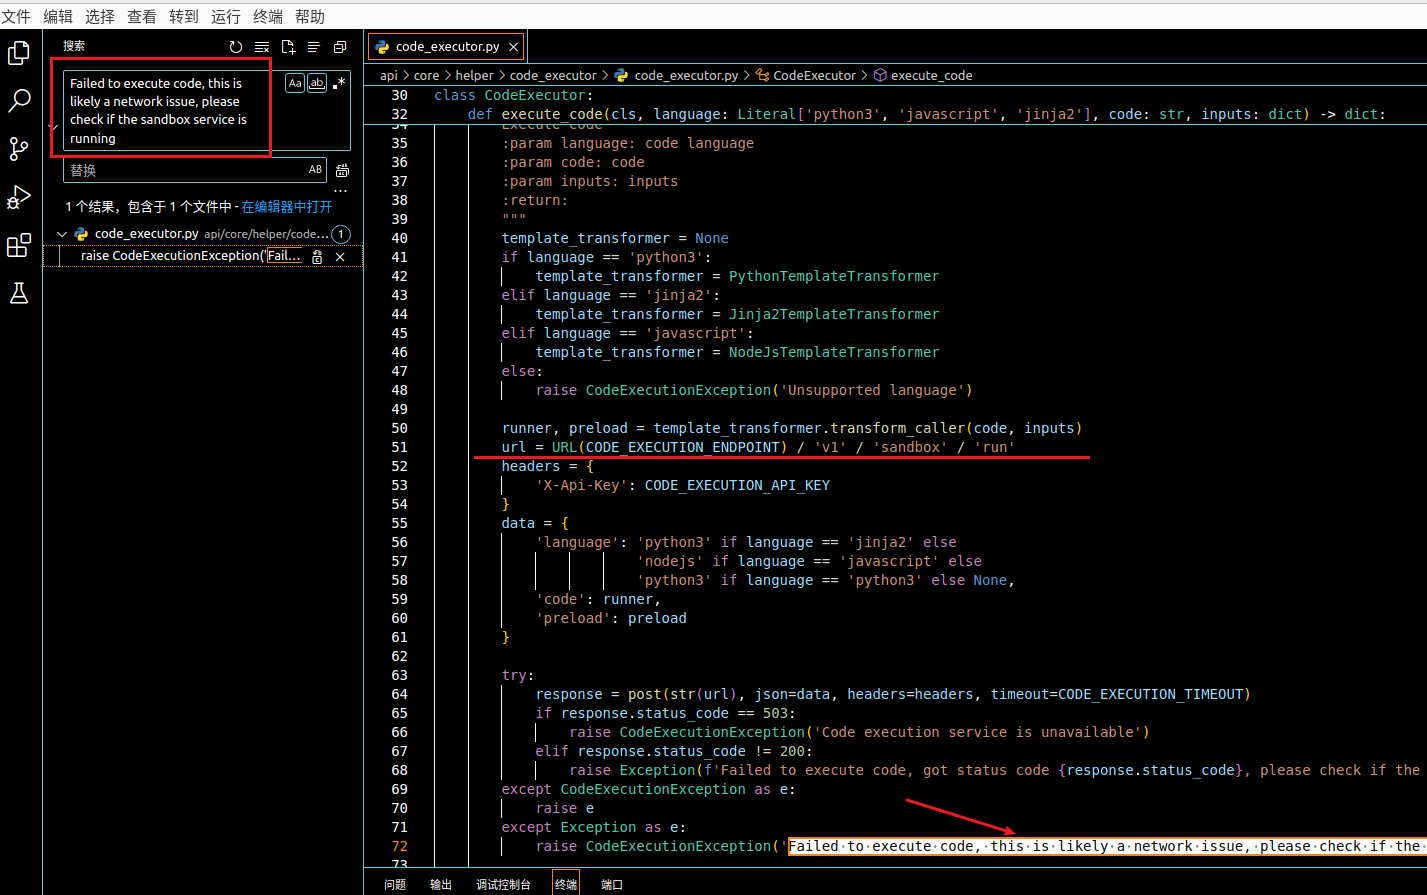 文件 编辑 选择 查看 转到 运行 终端 帮助
搜索
Failed to execute code, this is
likely a network issue, please
check if the sandbox service is
running
Aa ab .*
替换 AB
1 个结果，包含于 1 个文件中 - 在编辑器中打开
code_executor.py api/core/helper/code... 1
raise CodeExecutionException('Fail...
code_executor.py
api > core > helper > code_executor > code_executor.py > CodeExecutor > execute_code
30 class CodeExecutor:
32 def execute_code(cls, language: Literal['python3', 'javascript', 'jinja2'], code: str, inputs: dict) -> dict:
34 Execute code
35 :param language: code language
36 :param code: code
37 :param inputs: inputs
38 :return:
39 """
40 template_transformer = None
41 if language == 'python3':
42 template_transformer = PythonTemplateTransformer
43 elif language == 'jinja2':
44 template_transformer = Jinja2TemplateTransformer
45 elif language == 'javascript':
46 template_transformer = NodeJsTemplateTransformer
47 else:
48 raise CodeExecutionException('Unsupported language')
49
50 runner, preload = template_transformer.transform_caller(code, inputs)
51 url = URL(CODE_EXECUTION_ENDPOINT) / 'v1' / 'sandbox' / 'run'
52 headers = {
53 'X-Api-Key': CODE_EXECUTION_API_KEY
54 }
55 data = {
56 'language': 'python3' if language == 'jinja2' else
57 'nodejs' if language == 'javascript' else
58 'python3' if language == 'python3' else None,
59 'code': runner,
60 'preload': preload
61 }
62
63 try:
64 response = post(str(url), json=data, headers=headers, timeout=CODE_EXECUTION_TIMEOUT)
65 if response.status_code == 503:
66 raise CodeExecutionException('Code execution service is unavailable')
67 elif response.status_code != 200:
68 raise Exception(f'Failed to execute code, got status code {response.status_code}, please check if the
69 except CodeExecutionException as e:
70 raise e
71 except Exception as e:
72 raise CodeExecutionException('Failed to execute code, this is likely a network issue, please check if the
73
问题 输出 调试控制台 终端 端口